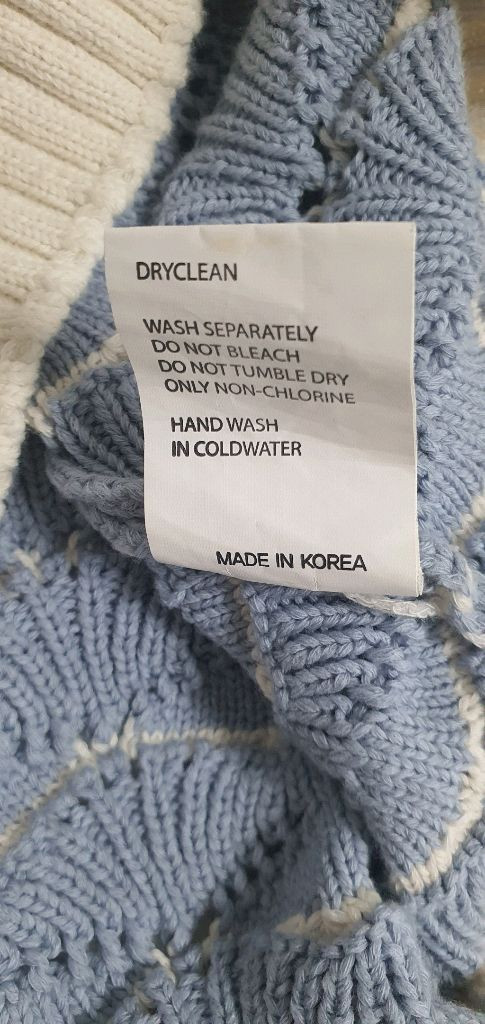 DRYCLEAN
WASH SEPARATELY
DO NOT BLEACH
DO NOT TUMBLE DRY
ONLY NON-CHLORINE
HAND WASH
IN COLDWATER
MADE IN KOREA